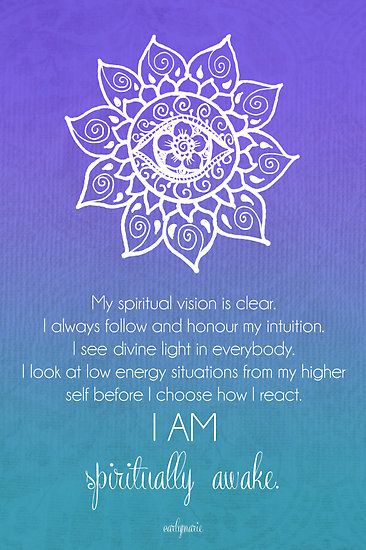 My spiritual vision is clear.
I always follow and honour my intuition.
I see divine light in everybody.
I look at low energy situations from my higher
self before I choose how I react.
I AM
spiritually awake.
carlymarie